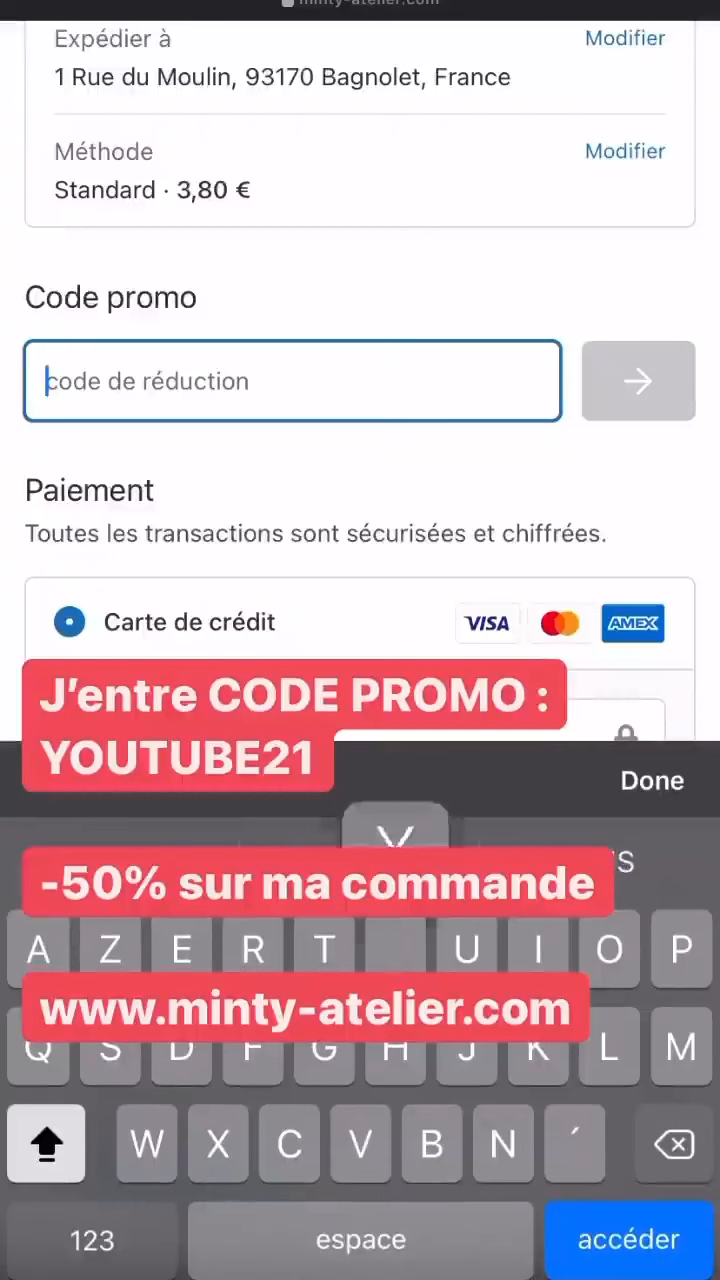 minty-atelier.com
Expédier à
Modifier
1 Rue du Moulin, 93170 Bagnolet, France
Méthode
Modifier
Standard · 3,80 €
Code promo
code de réduction
Paiement
Toutes les transactions sont sécurisées et chiffrées.
Carte de crédit
VISA
AMEX
J'entre CODE PROMO :
YOUTUBE21
Done
Y
-50% sur ma commande
A Z E R T U I O P
www.minty-atelier.com
Q S D F G H J K L M
W X C V B N ´
123
espace
accéder